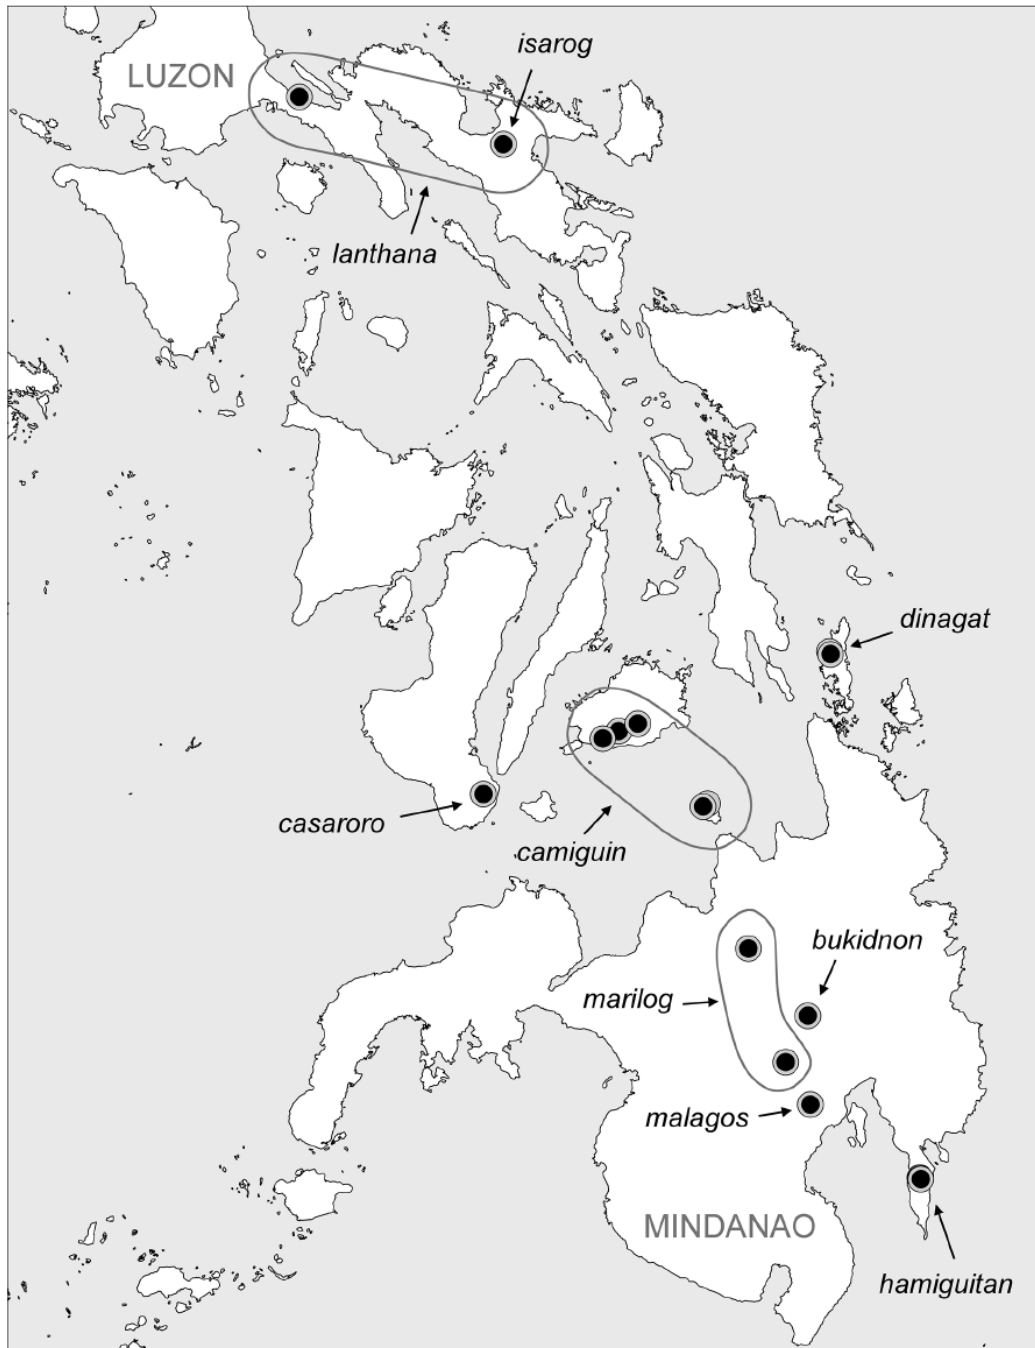 isarog
LUZON
lanthana
dinagat
casaroro
camiguin
bukidnon
marilog
malagos
MINDANAO
hamiguitan